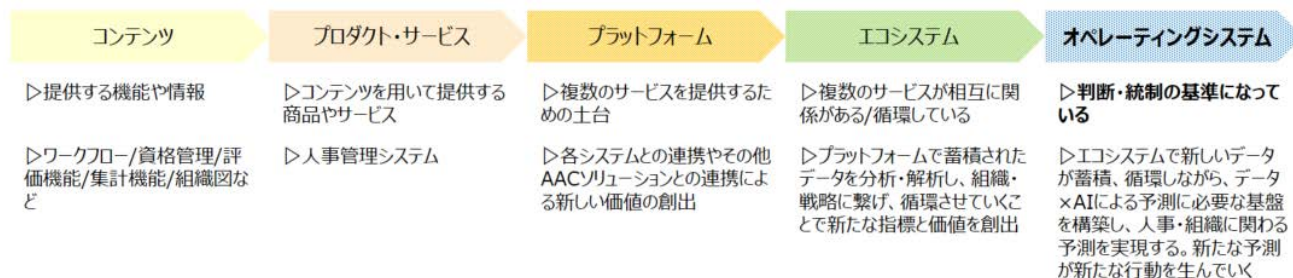 コンテンツ
プロダクト・サービス
プラットフォーム
エコシステム
オペレーティングシステム
▷提供する機能や情報
▷ワークフロー/資格管理/評
価機能/集計機能/組織図な
ど
▷コンテンツを用いて提供する
商品やサービス
▷人事管理システム
▷複数のサービスを提供するた
めの土台
▷各システムとの連携やその他
AACソリューションとの連携によ
る新しい価値の創出
▷複数のサービスが相互に関
係がある/循環している
▷プラットフォームで蓄積された
データを分析・解析し、組織・
戦略に繋げ、循環させていくこ
とで新たな指標と価値を創出
▷判断・統制の基準になって
いる
▷エコシステムで新しいデータ
が蓄積、循環しながら、データ
×AIによる予測に必要な基盤
を構築し、人事・組織に関わる
予測を実現する。新たな予測
が新たな行動を生んでいく